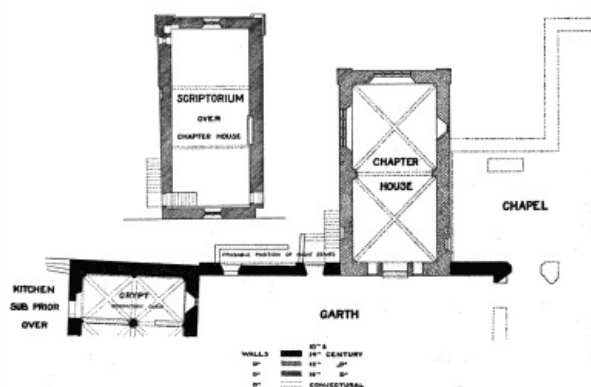 SCRIPTORIUM
OVER
CHAPTER HOUSE
CHAPTER
HOUSE
CHAPEL
PROBABLE POSITION OF NIGHT STAIRS
KITCHEN
SUB PRIOR
OVER
CRYPT
GARTH
WALLS
14TH CENTURY
CONJECTURAL